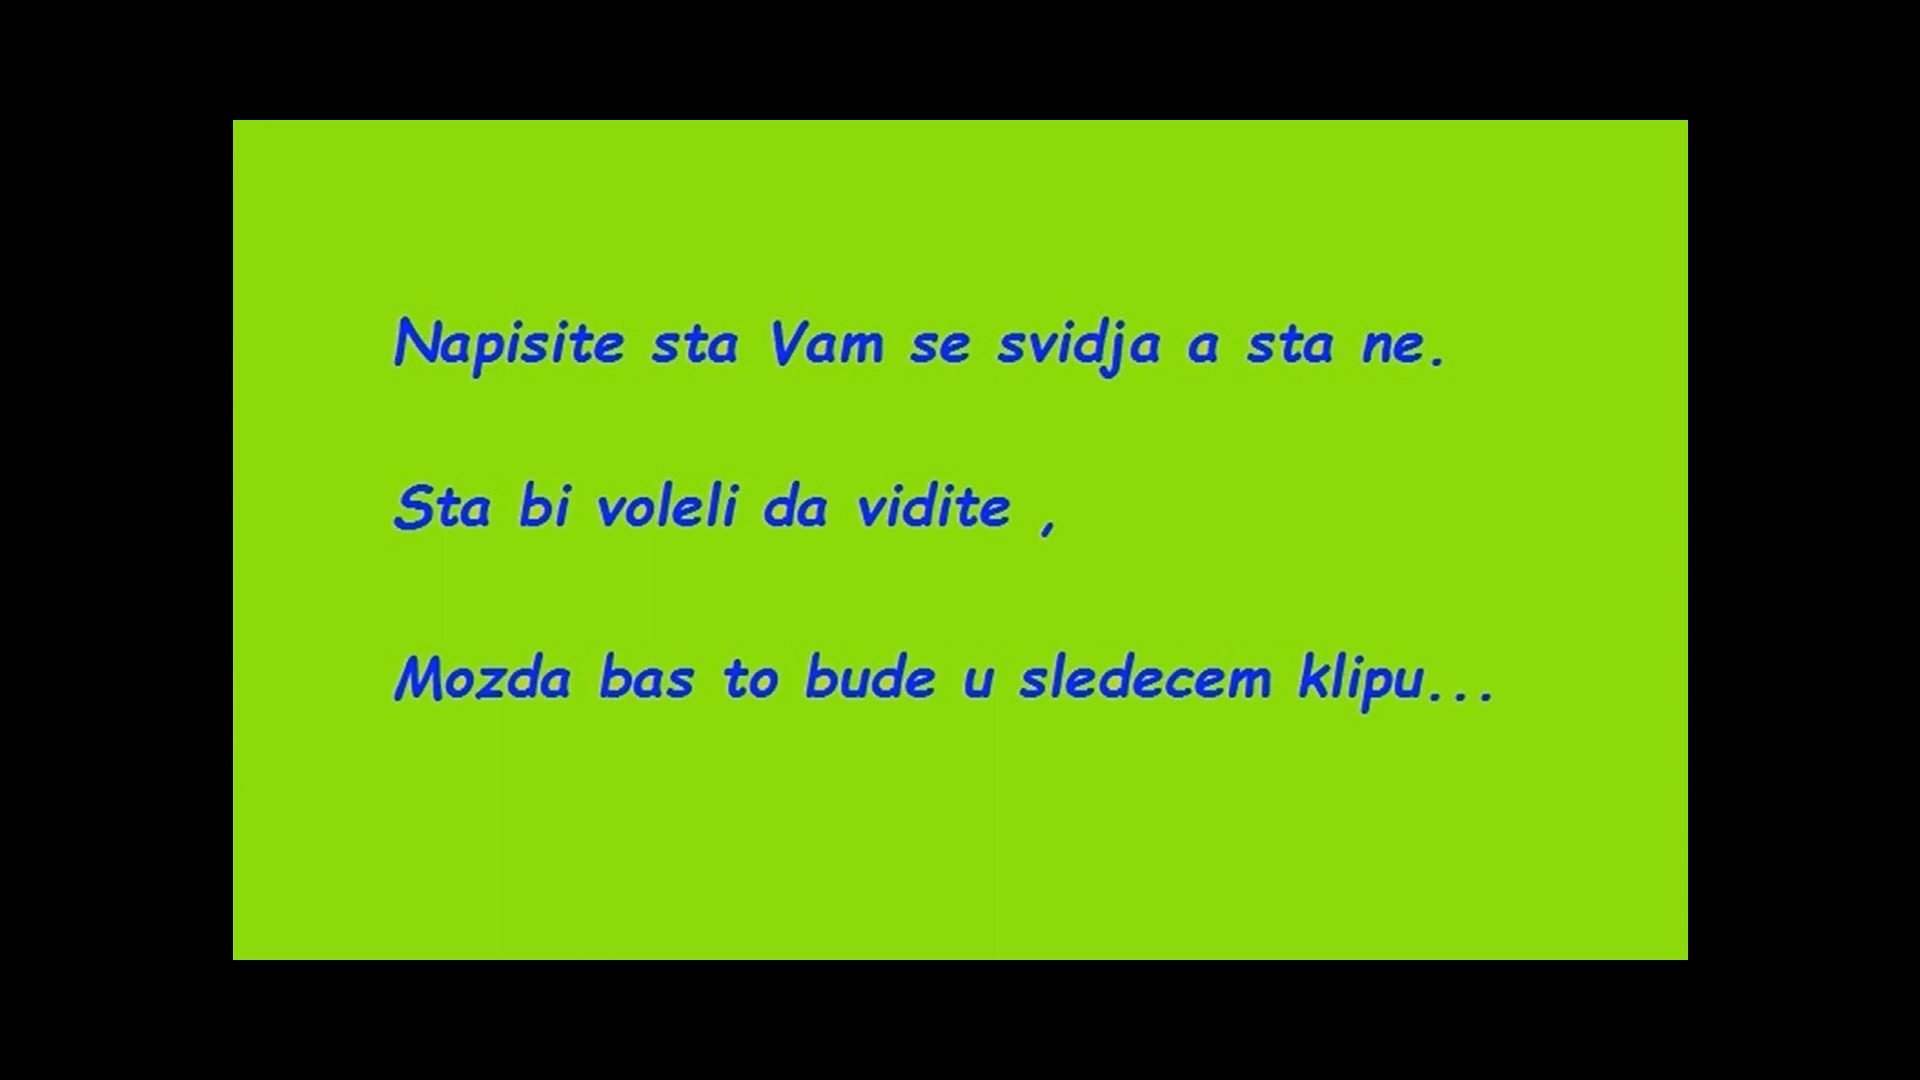 Napisite sta Vam se svidja a sta ne.
Sta bi voleli da vidite ,
Mozda bas to bude u sledecem klipu...